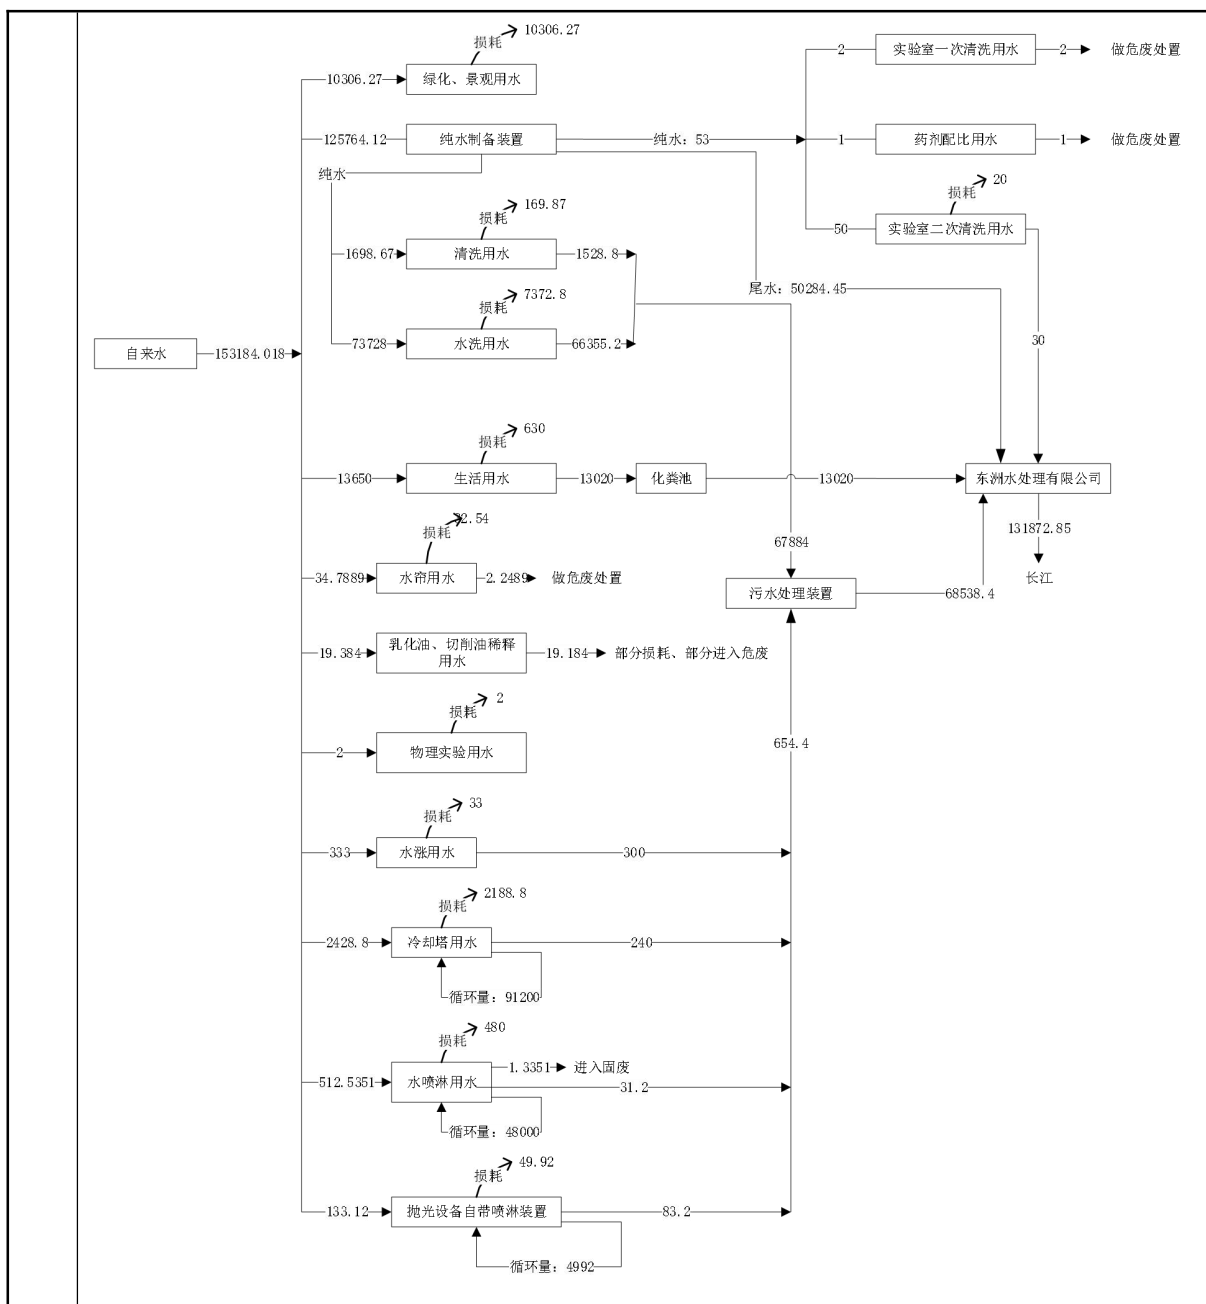 损耗 10306.27
10306.27 绿化、景观用水
2 实验室一次清洗用水 2 做危废处置
125764.12 纯水制备装置 纯水：53
1 药剂配比用水 1 做危废处置
纯水
损耗 20
50 实验室二次清洗用水
损耗 169.87
1698.67 清洗用水 1528.8
尾水：50284.45
损耗 7372.8
73728 水洗用水 66355.2
30
自来水 153184.018
损耗 630
13650 生活用水 13020 化粪池 13020 东洲水处理有限公司
131872.85
长江
损耗 32.54
67884
34.7889 水帘用水 2.2489 做危废处置
污水处理装置 68538.4
19.384 乳化油、切削油稀释
用水 19.184 部分损耗、部分进入危废
损耗 2
2 物理实验用水
654.4
损耗 33
333 水涨用水 300
损耗 2188.8
2428.8 冷却塔用水 240
循环量：91200
损耗 480
1.3351 进入固废
512.5351 水喷淋用水 31.2
循环量：48000
损耗 49.92
133.12 抛光设备自带喷淋装置 83.2
循环量：4992